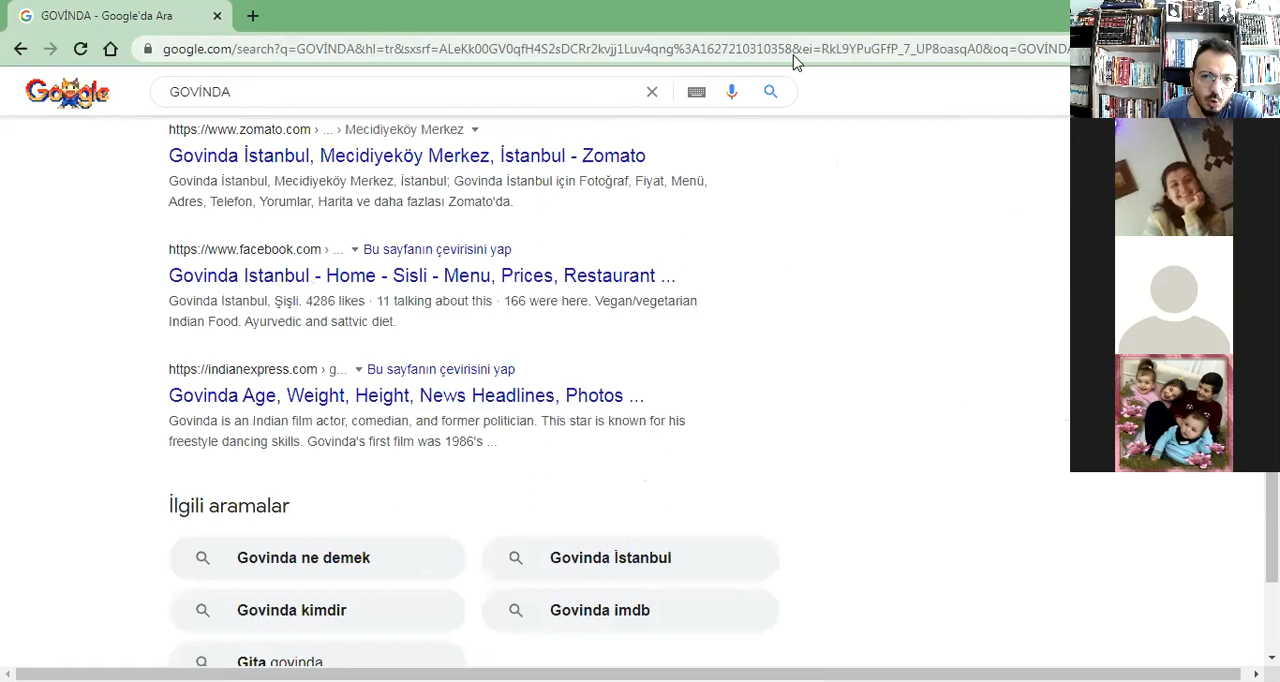 GOVİNDA - Google'da Ara
google.com/search?q=GOVİNDA&hl=tr&sxsrf=ALeKk00GV0qfH4S2sDCRr2kvjj1Luv4qng%3A1627210310358&ei=RkL9YPuGFfP_7_UP8oasqA0&oq=GOVİNDA
Google
GOVİNDA
https://www.zomato.com › ... › Mecidiyeköy Merkez
Govinda İstanbul, Mecidiyeköy Merkez, İstanbul - Zomato
Govinda İstanbul, Mecidiyeköy Merkez, İstanbul; Govinda İstanbul için Fotoğraf, Fiyat, Menü,
Adres, Telefon, Yorumlar, Harita ve daha fazlası Zomato'da.
https://www.facebook.com › ... Bu sayfanın çevirisini yap
Govinda Istanbul - Home - Sisli - Menu, Prices, Restaurant ...
Govinda İstanbul, Şişli. 4286 likes · 11 talking about this · 166 were here. Vegan/vegetarian
Indian Food. Ayurvedic and sattvic diet.
https://indianexpress.com › g... Bu sayfanın çevirisini yap
Govinda Age, Weight, Height, News Headlines, Photos ...
Govinda is an Indian film actor, comedian, and former politician. This star is known for his
freestyle dancing skills. Govinda's first film was 1986's ...
İlgili aramalar
Govinda ne demek
Govinda İstanbul
Govinda kimdir
Govinda imdb
Gita govinda